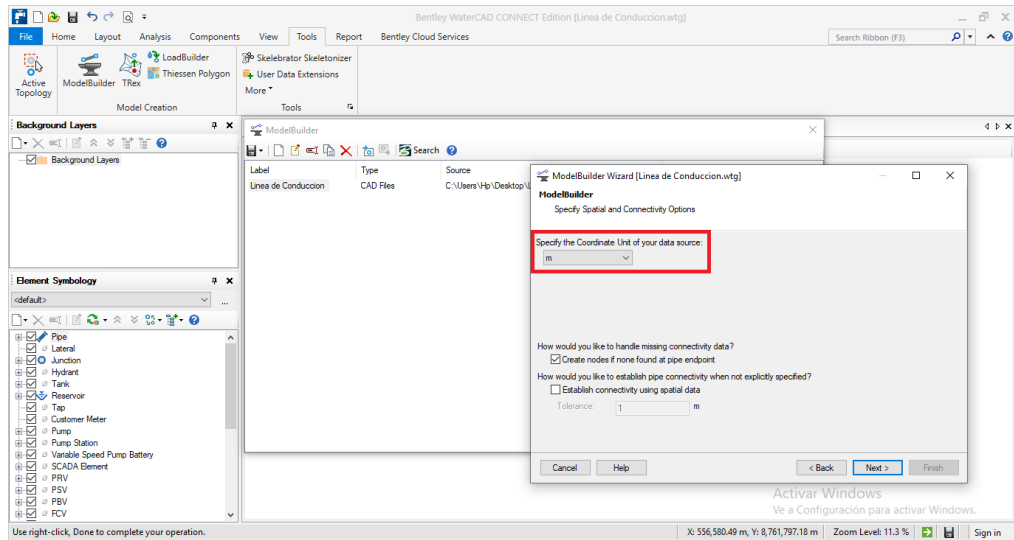 Bentley WaterCAD CONNECT Edition [Linea de Conduccion.wtg]
File Home Layout Analysis Components View Tools Report Bentley Cloud Services Search Ribbon (F3)
Active Topology
ModelBuilder
TRex
LoadBuilder
Thiessen Polygon
Model Creation
Skelebrator Skeletonizer
User Data Extensions
More
Tools
Background Layers
Background Layers
Element Symbology
<default>
...
Pipe
Lateral
Junction
Hydrant
Tank
Reservoir
Tap
Customer Meter
Pump
Pump Station
Variable Speed Pump Battery
SCADA Element
PRV
PSV
PBV
FCV
ModelBuilder
Search
Label Type Source
Linea de Conduccion CAD Files C:\Users\Hp\Desktop\L
ModelBuilder Wizard [Linea de Conduccion.wtg]
ModelBuilder
Specify Spatial and Connectivity Options
Specify the Coordinate Unit of your data source:
m
How would you like to handle missing connectivity data?
Create nodes if none found at pipe endpoint
How would you like to establish pipe connectivity when not explicitly specified?
Establish connectivity using spatial data
Tolerance: 1 m
Cancel Help < Back Next > Finish
Activar Windows
Ve a Configuración para activar Windows.
Use right-click, Done to complete your operation.
X: 556,580.49 m, Y: 8,761,797.18 m Zoom Level: 11.3 % Sign in